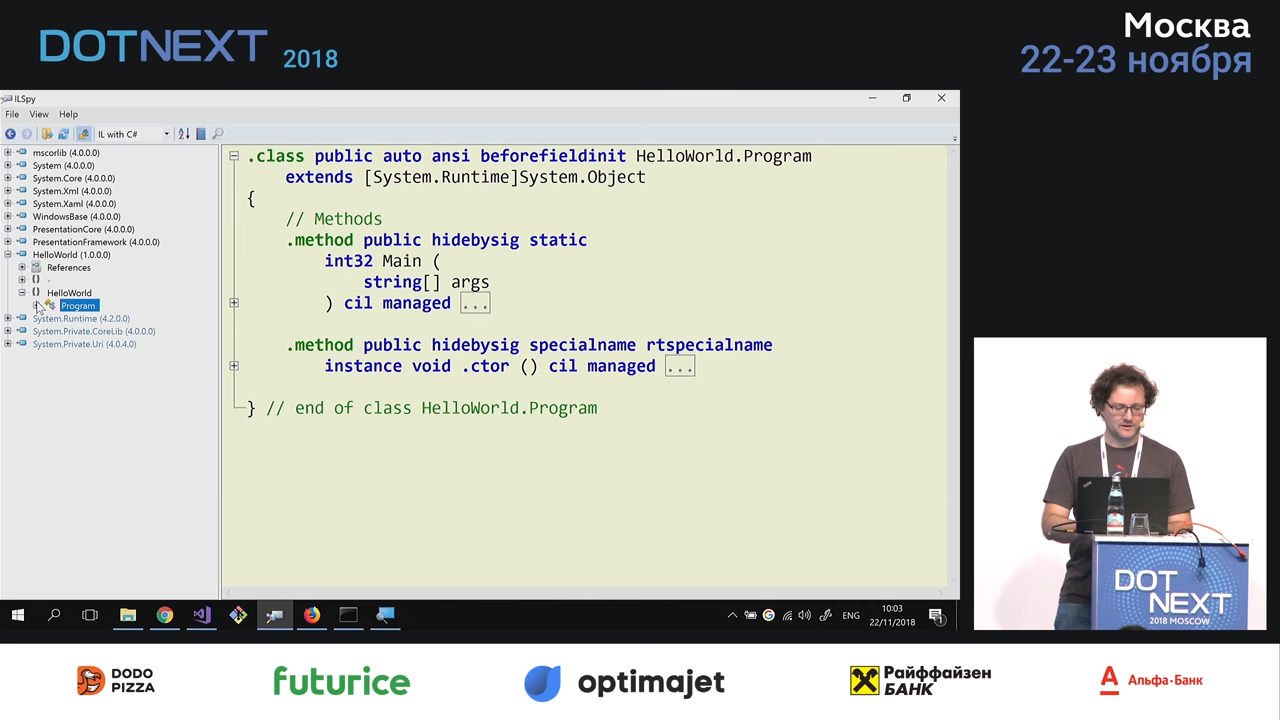 DOTNEXT 2018
Москва
22-23 ноября
ILSpy
File View Help
IL with C#
mscorlib (4.0.0.0)
System (4.0.0.0)
System.Core (4.0.0.0)
System.Xml (4.0.0.0)
System.Xaml (4.0.0.0)
WindowsBase (4.0.0.0)
PresentationCore (4.0.0.0)
PresentationFramework (4.0.0.0)
HelloWorld (1.0.0.0)
References
-
HelloWorld
Program
System.Runtime (4.2.0.0)
System.Private.CoreLib (4.0.0.0)
System.Private.Uri (4.0.4.0)
.class public auto ansi beforefieldinit HelloWorld.Program
extends [System.Runtime]System.Object
{
// Methods
.method public hidebysig static
int32 Main (
string[] args
) cil managed ...
.method public hidebysig specialname rtspecialname
instance void .ctor () cil managed ...
} // end of class HelloWorld.Program
ENG
10:03
22/11/2018
1
DOT
NEXT
2018 MOSCOW
DODO
PIZZA
futurice
optimajet
Райффайзен
БАНК
Альфа·Банк